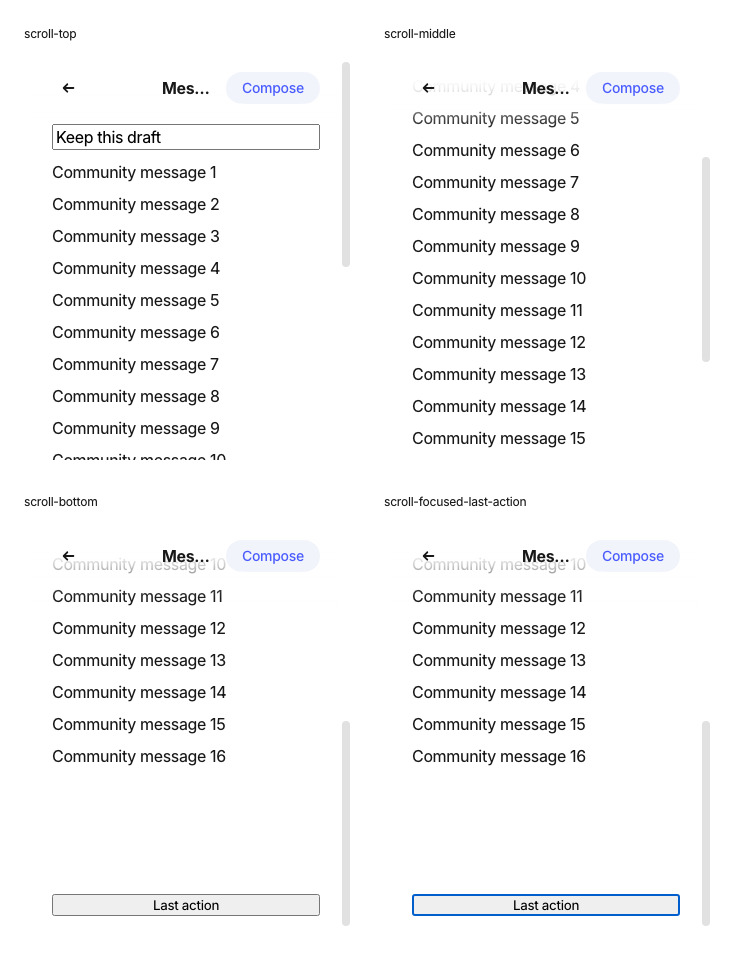 scroll-top
Mes... Compose
Keep this draft
Community message 1
Community message 2
Community message 3
Community message 4
Community message 5
Community message 6
Community message 7
Community message 8
Community message 9
Community message 10
scroll-middle
Mes... Compose
Community message 4
Community message 5
Community message 6
Community message 7
Community message 8
Community message 9
Community message 10
Community message 11
Community message 12
Community message 13
Community message 14
Community message 15
scroll-bottom
Mes... Compose
Community message 10
Community message 11
Community message 12
Community message 13
Community message 14
Community message 15
Community message 16
Last action
scroll-focused-last-action
Mes... Compose
Community message 10
Community message 11
Community message 12
Community message 13
Community message 14
Community message 15
Community message 16
Last action